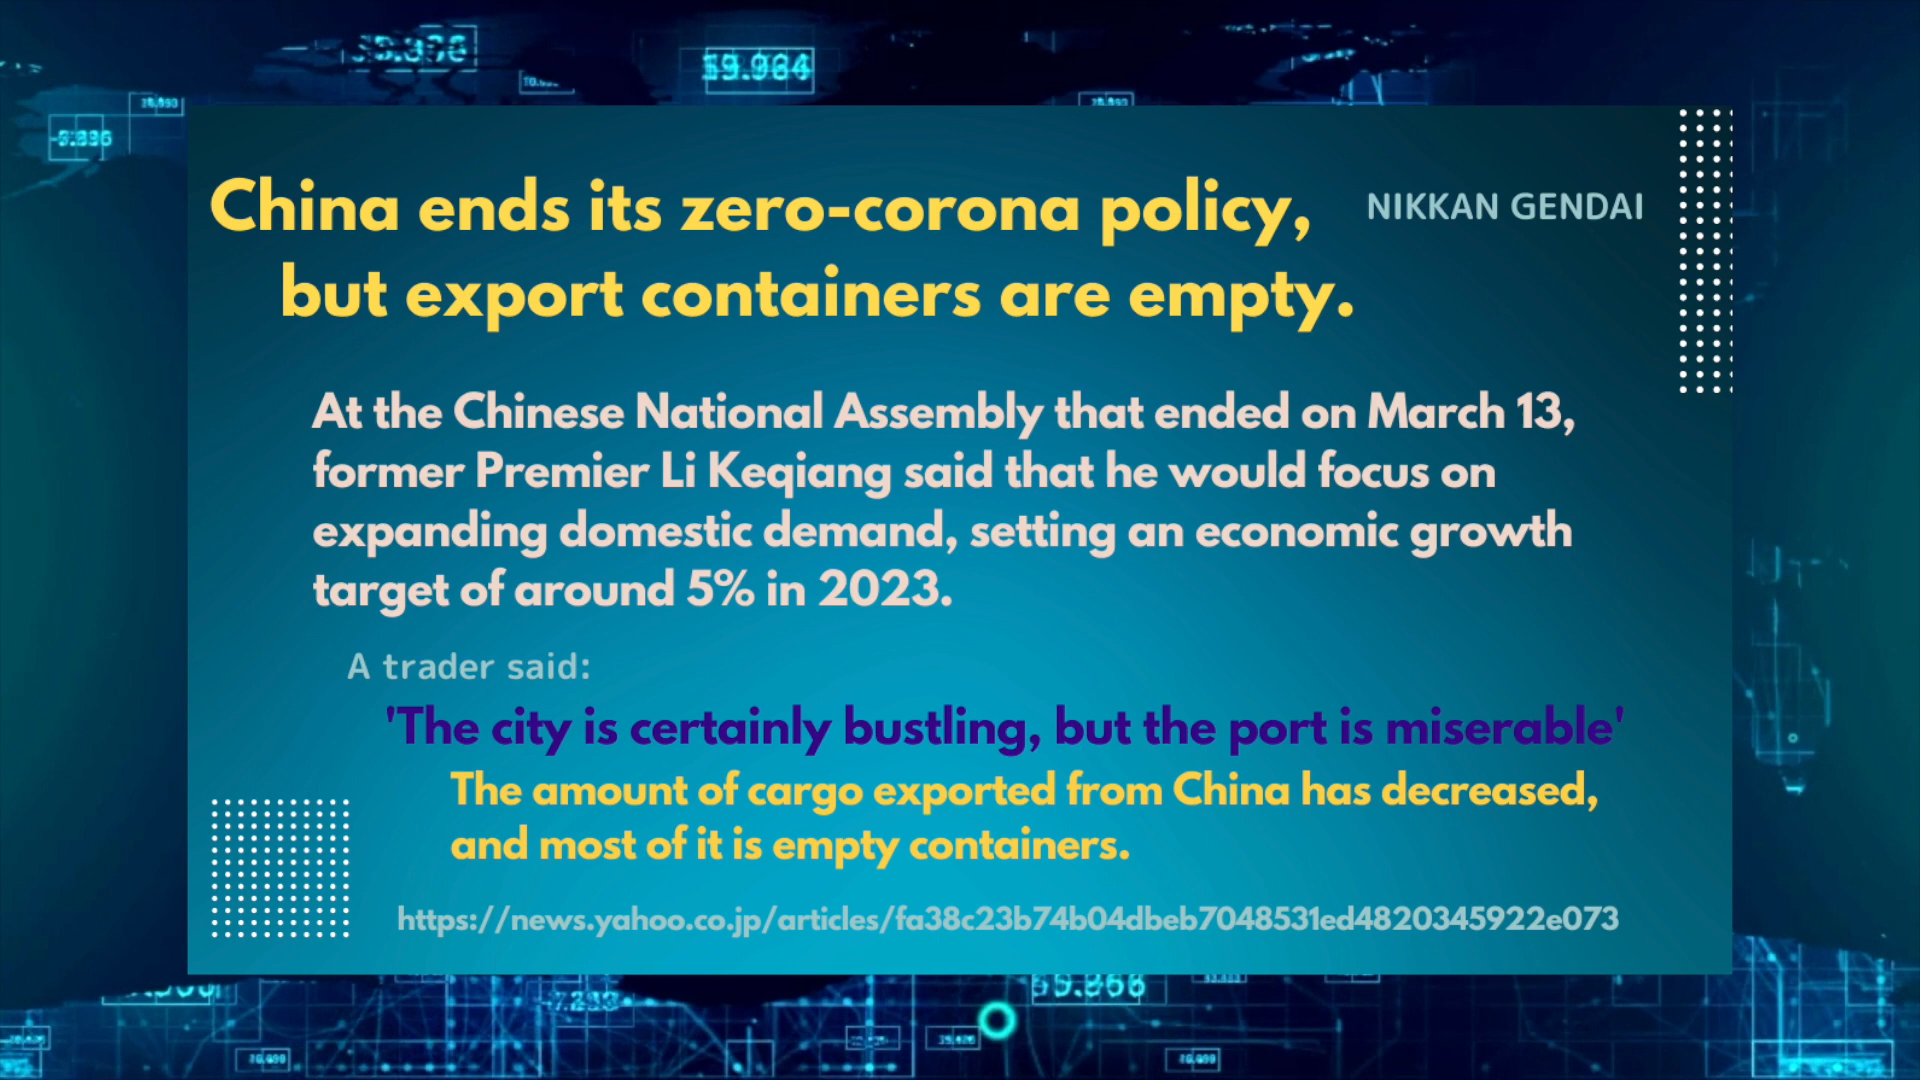 59.984
-6.896
China ends its zero-corona policy,
NIKKAN GENDAI
but export containers are empty.
At the Chinese National Assembly that ended on March 13,
former Premier Li Keqiang said that he would focus on
expanding domestic demand, setting an economic growth
target of around 5% in 2023.
A trader said:
'The city is certainly bustling, but the port is miserable'
The amount of cargo exported from China has decreased,
and most of it is empty containers.
https://news.yahoo.co.jp/articles/fa38c23b74b04dbeb7048531ed4820345922e073